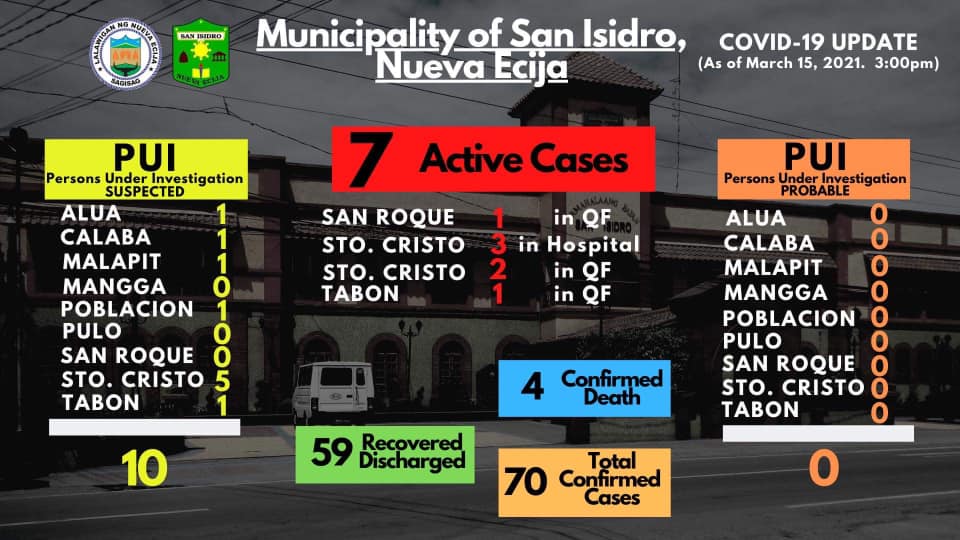 LALAWIGAN NG NUEVA ECIJA
SAGISAG
SAN ISIDRO
NUEVA ECIJA
Municipality of San Isidro,
Nueva Ecija
COVID-19 UPDATE
(As of March 15, 2021. 3:00pm)
PUI
Persons Under Investigation
SUSPECTED
ALUA 1
CALABA 1
MALAPIT 1
MANGGA 0
POBLACION 1
PULO 0
SAN ROQUE 0
STO. CRISTO 5
TABON 1
10
7 Active Cases
SAN ROQUE 1 in QF
STO. CRISTO 3 in Hospital
STO. CRISTO 2 in QF
TABON 1 in QF
SAN ISIDRO
4 Confirmed
Death
59 Recovered
Discharged
70 Total
Confirmed
Cases
PUI
Persons Under Investigation
PROBABLE
ALUA 0
CALABA 0
MALAPIT 0
MANGGA 0
POBLACION 0
PULO 0
SAN ROQUE 0
STO. CRISTO 0
TABON 0
0